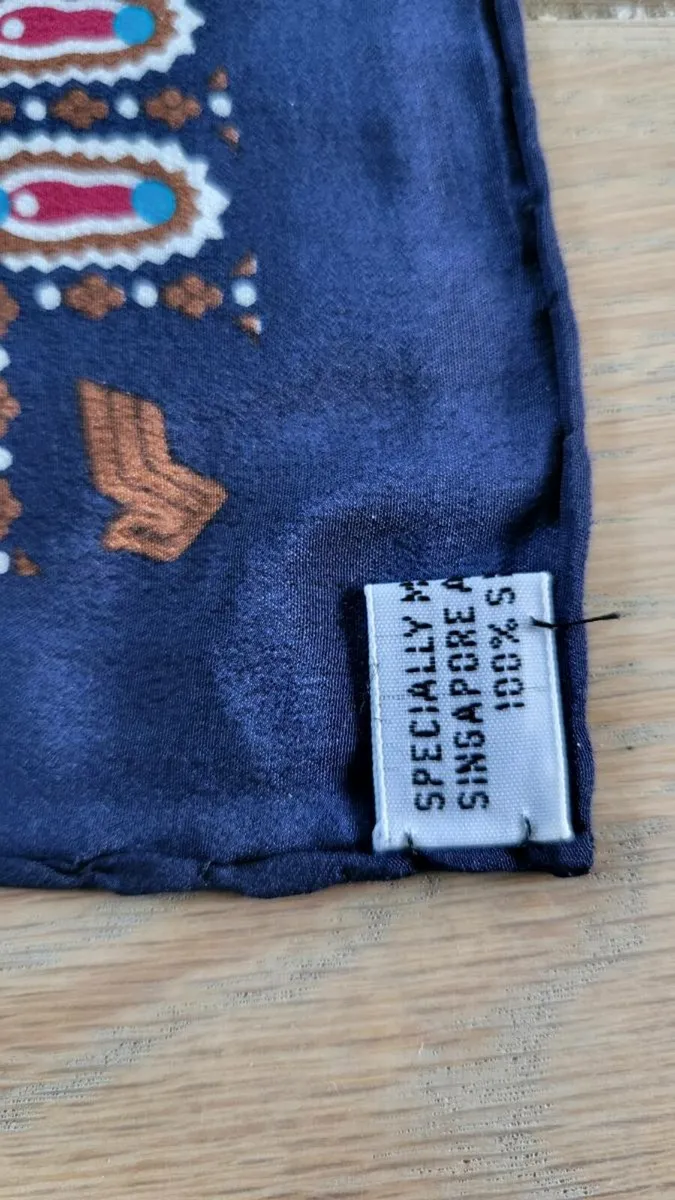 SPECIALLY M
SINGAPORE A
100% S